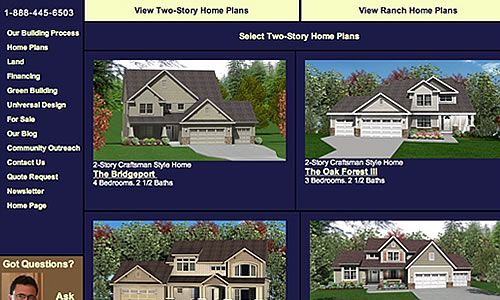 1-888-445-6503
Our Building Process
Home Plans
Land
Financing
Green Building
Universal Design
For Sale
Our Blog
Community Outreach
Contact Us
Quote Request
Newsletter
Home Page
Got Questions?
Ask
View Two-Story Home Plans
View Ranch Home Plans
Select Two-Story Home Plans
2-Story Craftsman Style Home
The Bridgeport
4 Bedrooms. 2 1/2 Baths
2-Story Craftsman Style Home
The Oak Forest III
3 Bedrooms. 2 1/2 Baths